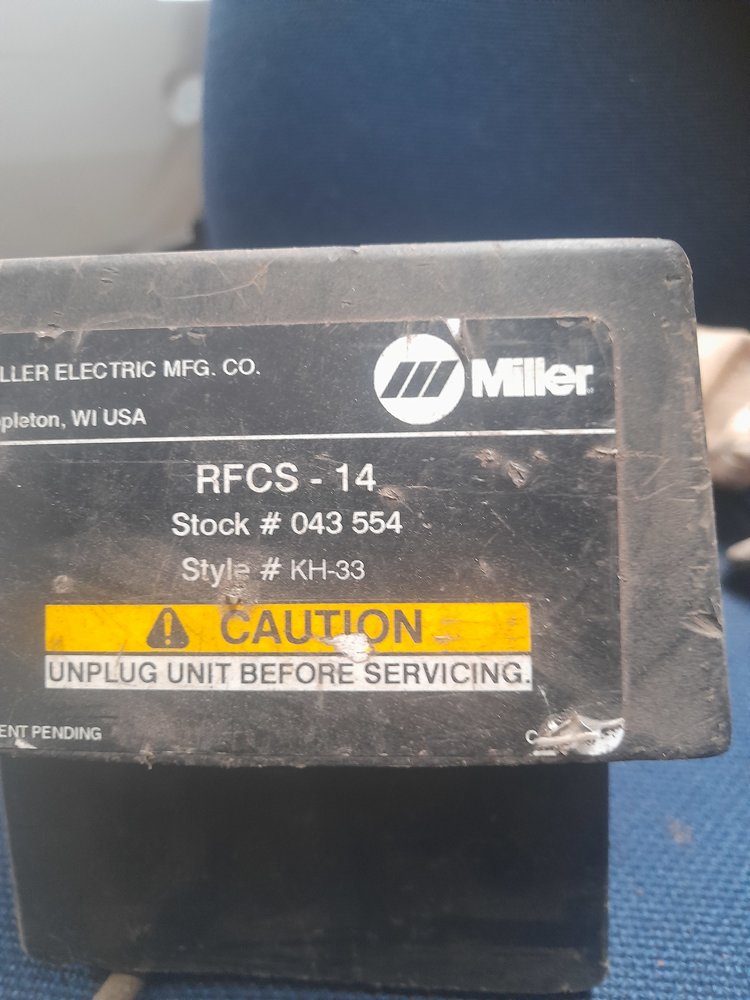 LLER ELECTRIC MFG. CO.
pleton, WI USA
Miller
RFCS - 14
Stock # 043 554
Style # KH-33
CAUTION
UNPLUG UNIT BEFORE SERVICING.
ENT PENDING